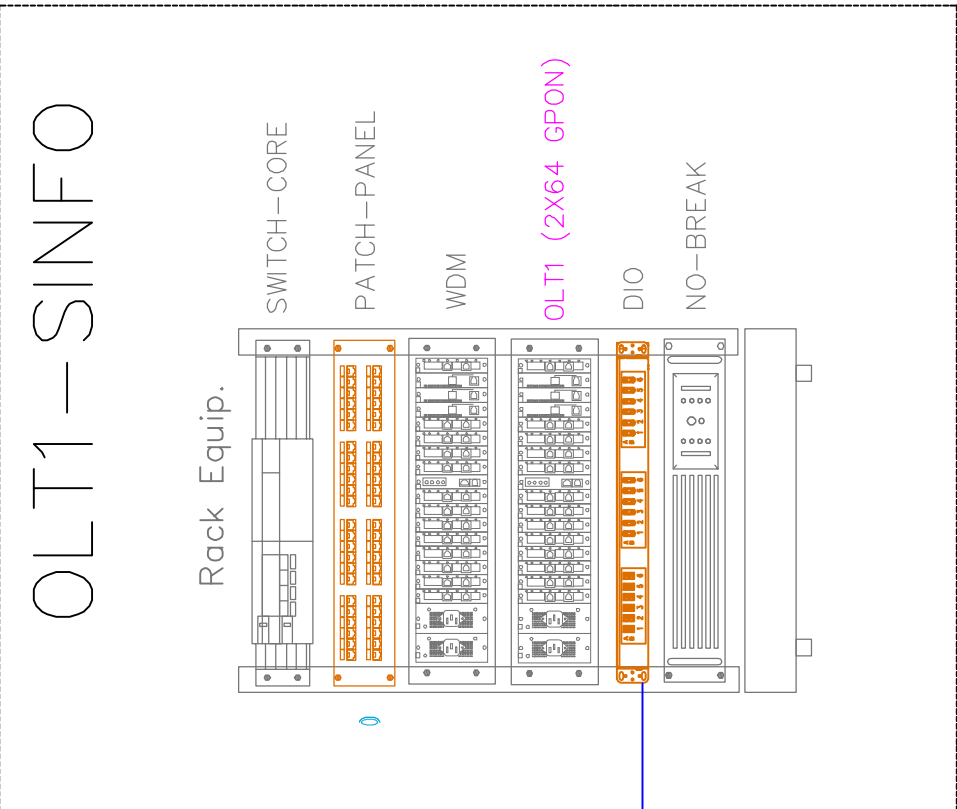 OLT1-SINFO
Rack Equip.
SWITCH-CORE
PATCH-PANEL
WDM
OLT1 (2X64 GPON)
DIO
NO-BREAK